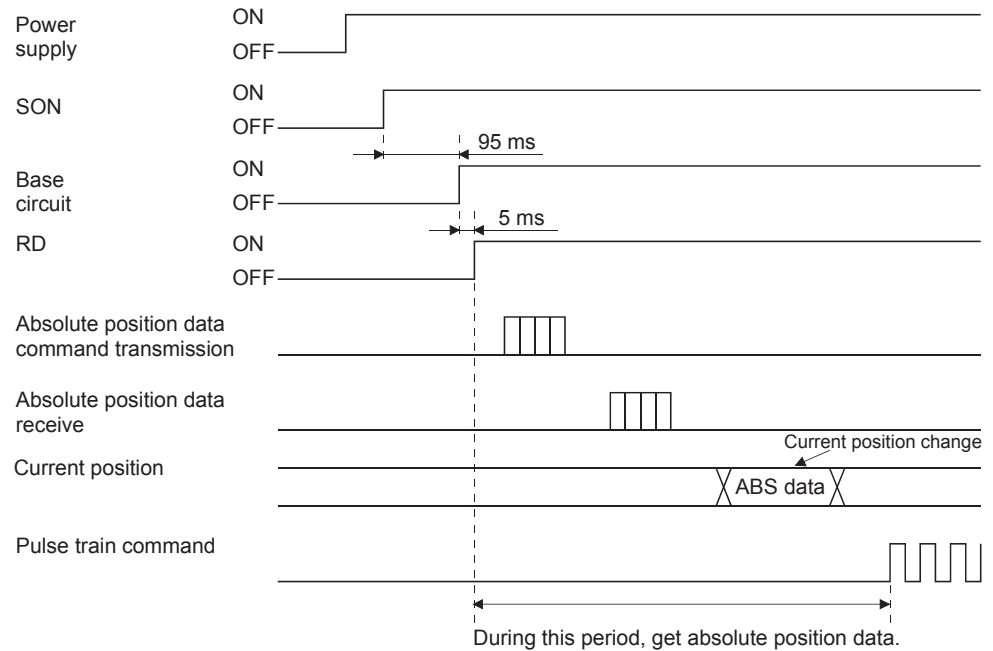 Power
supply
ON
OFF
SON
ON
OFF
95 ms
Base
circuit
ON
OFF
5 ms
RD
ON
OFF
Absolute position data
command transmission
Absolute position data
receive
Current position change
Current position
ABS data
Pulse train command
During this period, get absolute position data.